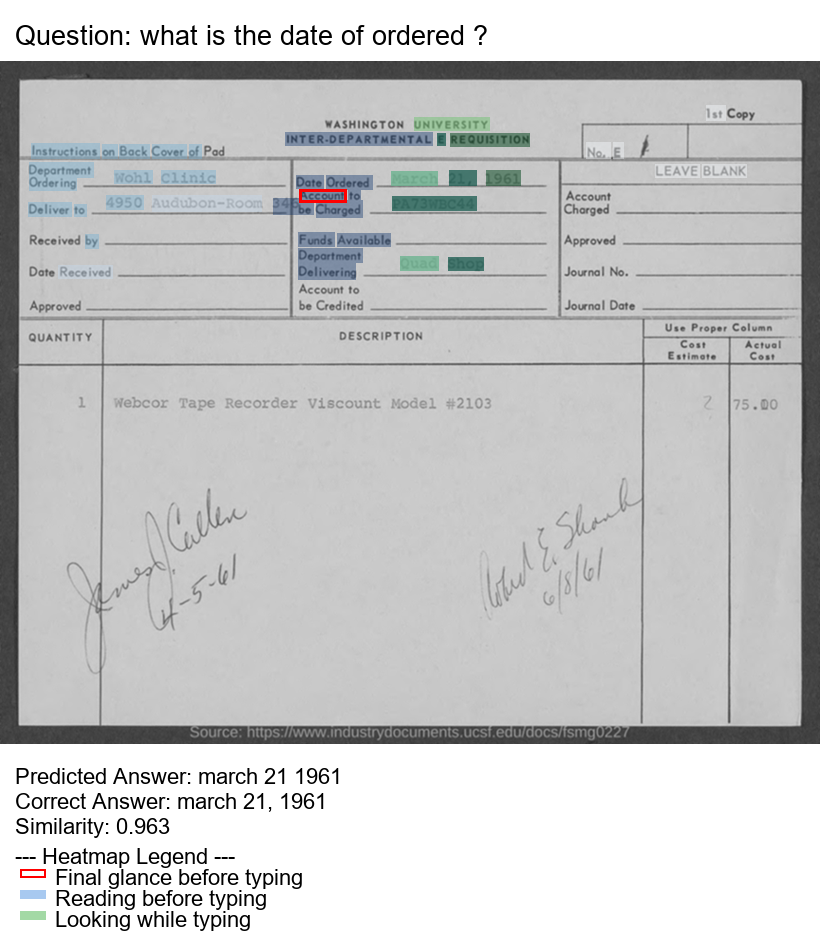 Question: what is the date of ordered ?
1st Copy
WASHINGTON UNIVERSITY
INTER-DEPARTMENTAL E REQUISITION
Instructions on Back Cover of Pad
No. E
Department
Ordering Wohl Clinic
Date Ordered March 21, 1961
LEAVE BLANK
Deliver to 4950 Audubon-Room 346
Account to
be Charged PA73WBC44
Account
Charged
Received by
Funds Available
Approved
Date Received
Department
Delivering Quad Shop
Journal No.
Approved
Account to
be Credited
Journal Date
QUANTITY
DESCRIPTION
Use Proper Column
Cost
Estimate
Actual
Cost
1 Webcor Tape Recorder Viscount Model #2103 2 75.00
James J. Cullen
4-5-61
Robert E. Shank
6/8/61
Source: https://www.industrydocuments.ucsf.edu/docs/fsmg0227
Predicted Answer: march 21 1961
Correct Answer: march 21, 1961
Similarity: 0.963
--- Heatmap Legend ---
Final glance before typing
Reading before typing
Looking while typing